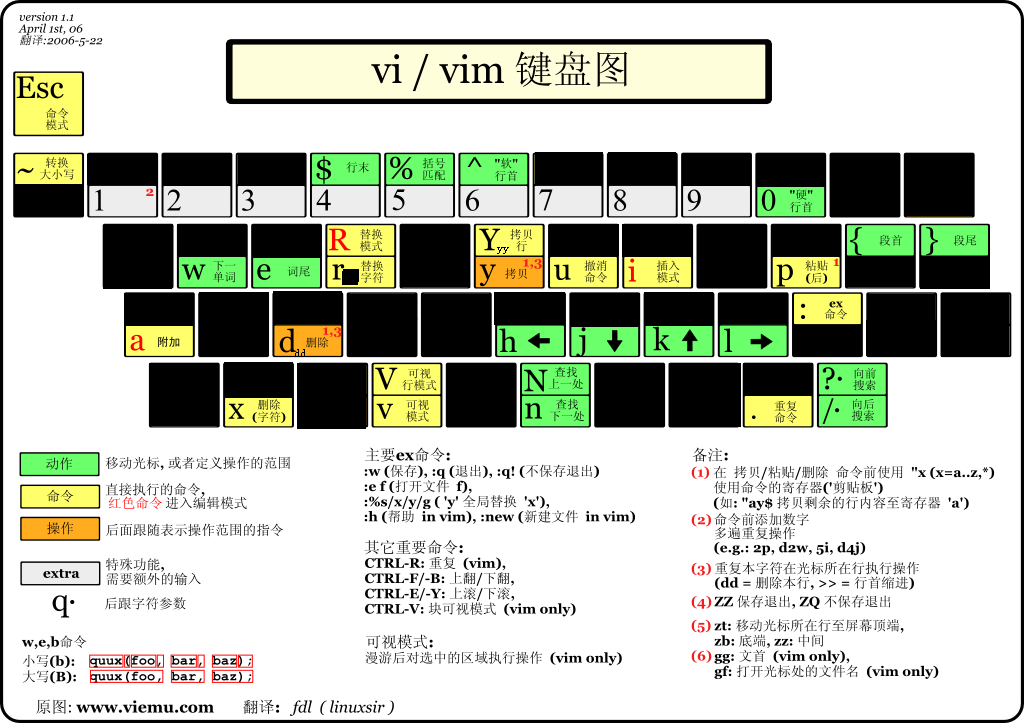 version 1.1
April 1st, 06
翻译:2006-5-22
vi / vim 键盘图
Esc
命令
模式
~ 转换
大小写
1 2
2
3
$ 行末
4
% 括号
匹配
5
^ "软"
行首
6
7
8
9
0 "硬"
行首
w 下一
单词
e 词尾
R 替换
模式
r 替换
字符
Y 拷贝
行
yy
y 拷贝 1,3
u 撤消
命令
i 插入
模式
p 粘贴 1
(后)
{ 段首
} 段尾
a 附加
d 删除 1,3
dd
h ←
j ↓
k ↑
l →
: ex
命令
x 删除
(字符)
V 可视
行模式
v 可视
模式
N 查找
上一处
n 查找
下一处
. 重复
命令
?· 向前
搜索
/· 向后
搜索
动作 移动光标, 或者定义操作的范围
命令 直接执行的命令,
红色命令 进入编辑模式
操作 后面跟随表示操作范围的指令
extra 特殊功能,
需要额外的输入
q· 后跟字符参数
w,e,b命令
小写(b): quux(foo, bar, baz);
大写(B): quux(foo, bar, baz);
原图: www.viemu.com 翻译: fdl ( linuxsir )
主要ex命令:
:w (保存), :q (退出), :q! (不保存退出)
:e f (打开文件 f),
:%s/x/y/g ( 'y' 全局替换 'x'),
:h (帮助 in vim), :new (新建文件 in vim)
其它重要命令:
CTRL-R: 重复 (vim),
CTRL-F/-B: 上翻/下翻,
CTRL-E/-Y: 上滚/下滚,
CTRL-V: 块可视模式 (vim only)
可视模式:
漫游后对选中的区域执行操作 (vim only)
备注:
(1) 在 拷贝/粘贴/删除 命令前使用 "x (x=a..z,*)
使用命令的寄存器('剪贴板')
(如: "ay$ 拷贝剩余的行内容至寄存器 'a')
(2) 命令前添加数字
多遍重复操作
(e.g.: 2p, d2w, 5i, d4j)
(3) 重复本字符在光标所在行执行操作
(dd = 删除本行, >> = 行首缩进)
(4) ZZ 保存退出, ZQ 不保存退出
(5) zt: 移动光标所在行至屏幕顶端,
zb: 底端, zz: 中间
(6) gg: 文首 (vim only),
gf: 打开光标处的文件名 (vim only)